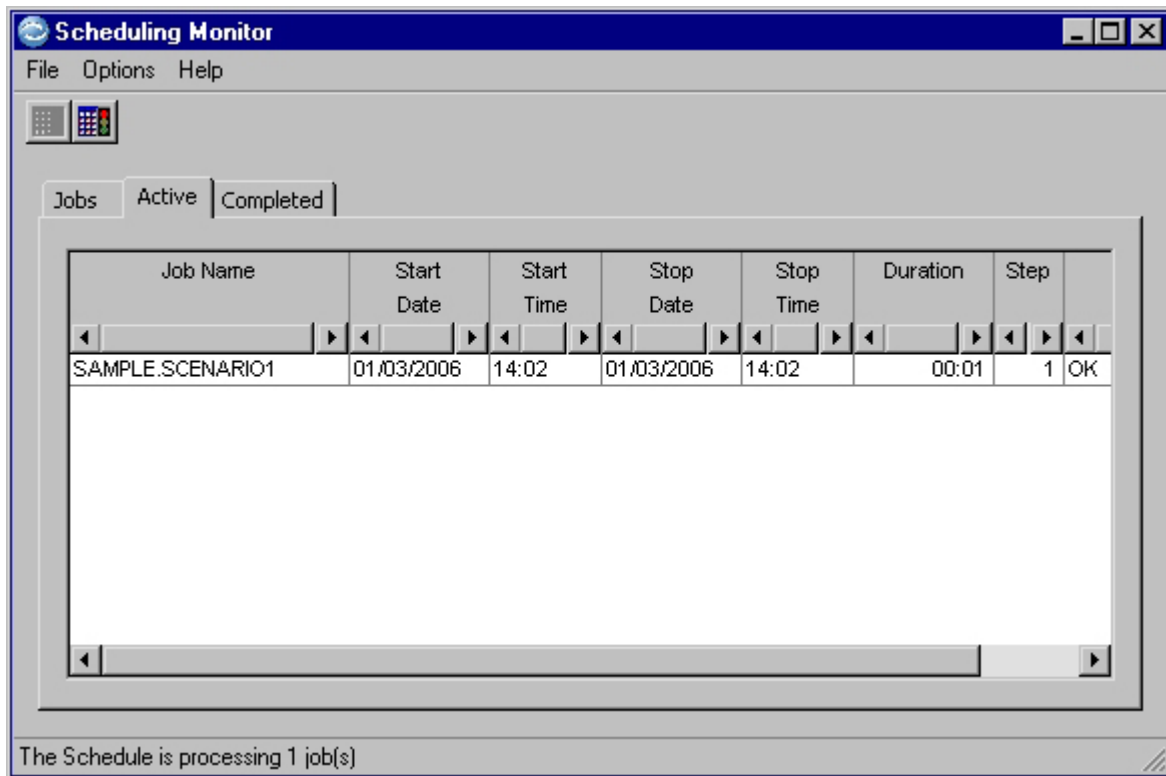 Scheduling Monitor
File Options Help
Jobs Active Completed
Job Name Start Date Start Time Stop Date Stop Time Duration Step
SAMPLE.SCENARIO1 01/03/2006 14:02 01/03/2006 14:02 00:01 1 OK
The Schedule is processing 1 job(s)